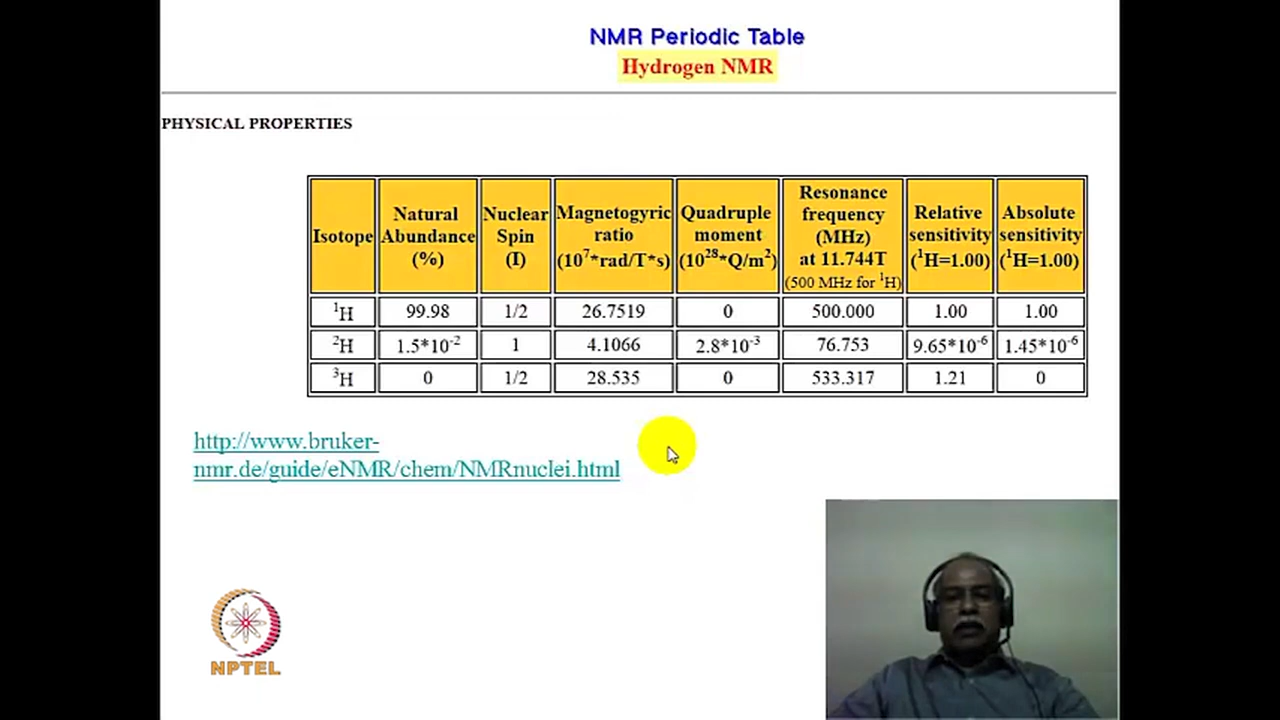 NMR Periodic Table
Hydrogen NMR
PHYSICAL PROPERTIES
Isotope Natural Abundance (%) Nuclear Spin (I) Magnetogyric ratio (10^7*rad/T*s) Quadruple moment (10^28*Q/m^2) Resonance frequency (MHz) at 11.744T (500 MHz for ^1H) Relative sensitivity (^1H=1.00) Absolute sensitivity (^1H=1.00)
^1H 99.98 1/2 26.7519 0 500.000 1.00 1.00
^2H 1.5*10^-2 1 4.1066 2.8*10^-3 76.753 9.65*10^-6 1.45*10^-6
^3H 0 1/2 28.535 0 533.317 1.21 0
http://www.bruker-
nmr.de/guide/eNMR/chem/NMRnuclei.html
NPTEL